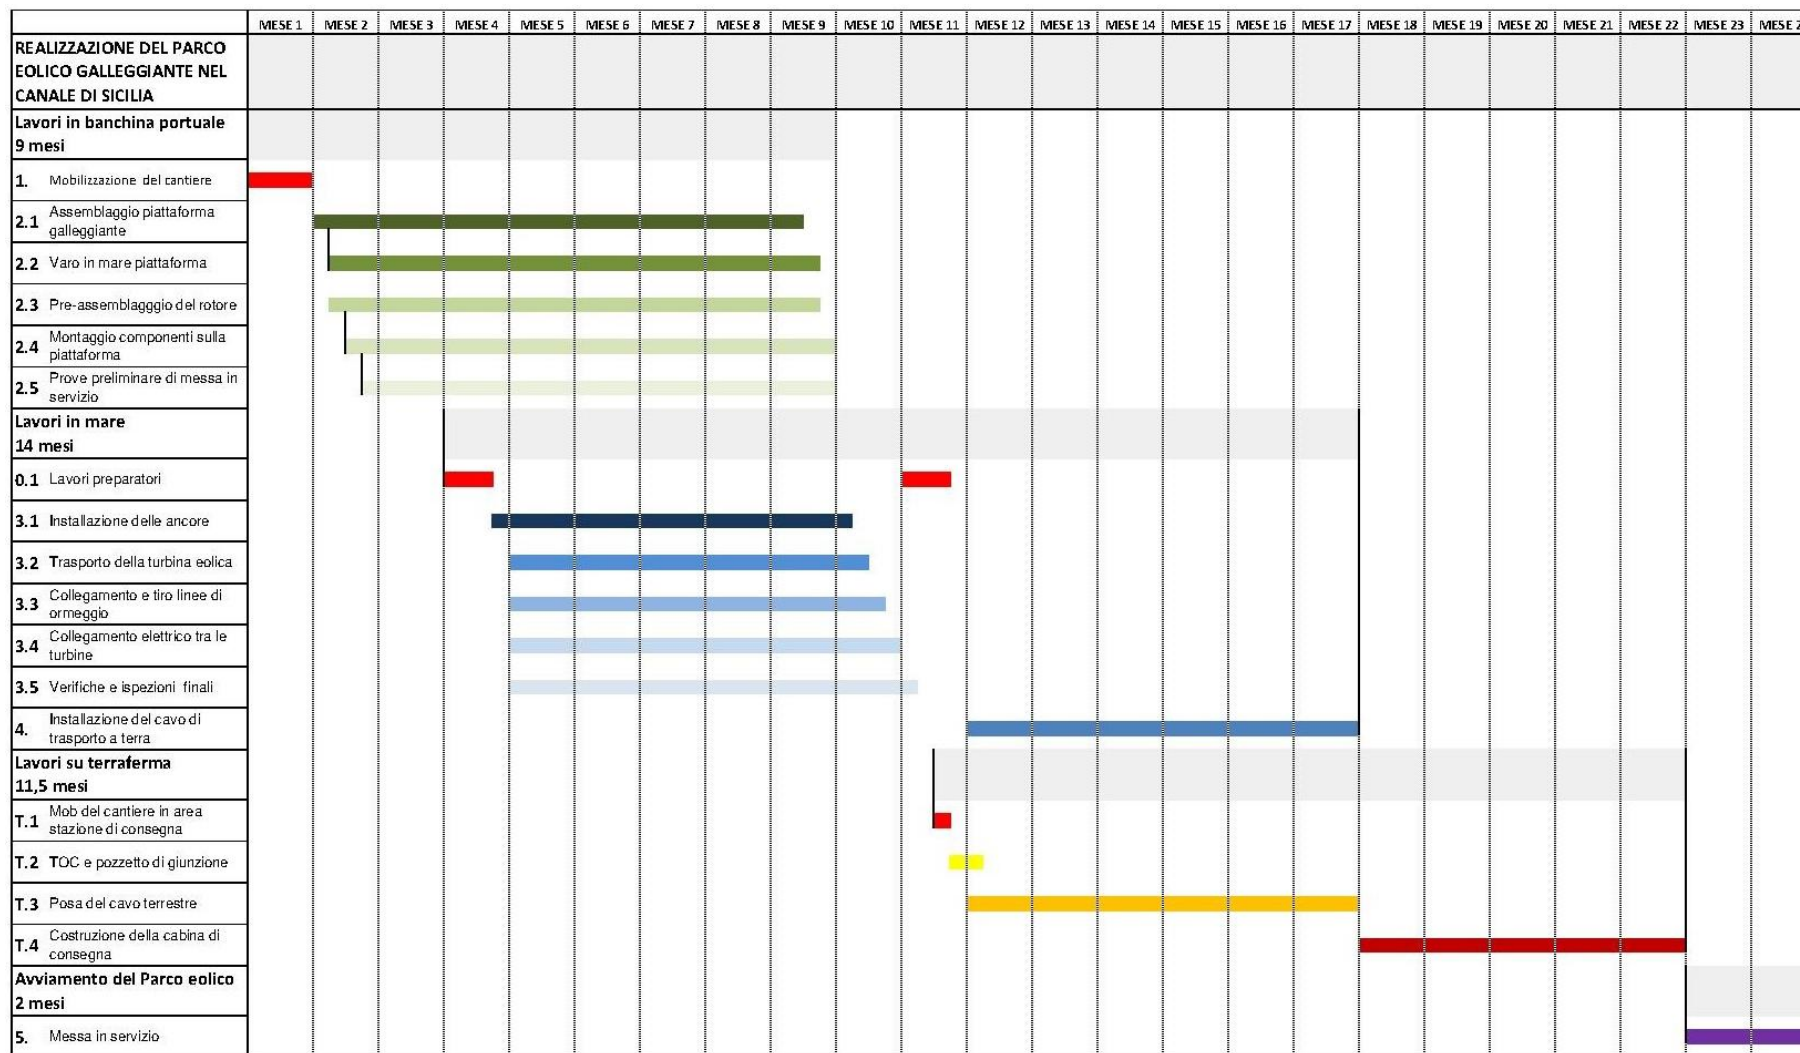 MESE 1 MESE 2 MESE 3 MESE 4 MESE 5 MESE 6 MESE 7 MESE 8 MESE 9 MESE 10 MESE 11 MESE 12 MESE 13 MESE 14 MESE 15 MESE 16 MESE 17 MESE 18 MESE 19 MESE 20 MESE 21 MESE 22 MESE 23 MESE 2
REALIZZAZIONE DEL PARCO
EOLICO GALLEGGIANTE NEL
CANALE DI SICILIA
Lavori in banchina portuale
9 mesi
1. Mobilizzazione del cantiere
2.1 Assemblaggio piattaforma
galleggiante
2.2 Varo in mare piattaforma
2.3 Pre-assemblagggio del rotore
2.4 Montaggio componenti sulla
piattaforma
2.5 Prove preliminare di messa in
servizio
Lavori in mare
14 mesi
0.1 Lavori preparatori
3.1 Installazione delle ancore
3.2 Trasporto della turbina eolica
3.3 Collegamento e tiro linee di
ormeggio
3.4 Collegamento elettrico tra le
turbine
3.5 Verifiche e ispezioni finali
4. Installazione del cavo di
trasporto a terra
Lavori su terraferma
11,5 mesi
T.1 Mob del cantiere in area
stazione di consegna
T.2 TOC e pozzetto di giunzione
T.3 Posa del cavo terrestre
T.4 Costruzione della cabina di
consegna
Avviamento del Parco eolico
2 mesi
5. Messa in servizio